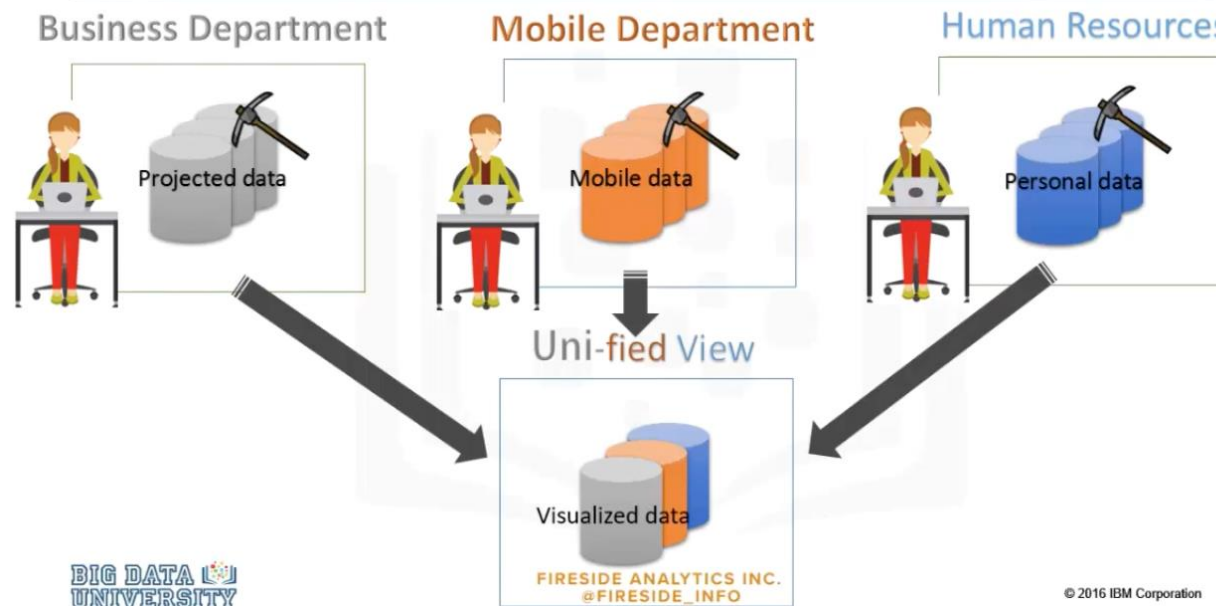 Business Department
Mobile Department
Human Resources
Projected data
Mobile data
Personal data
Uni-fied View
Visualized data
FIRESIDE ANALYTICS INC.
@FIRESIDE_INFO
BIG DATA
UNIVERSITY
© 2016 IBM Corporation